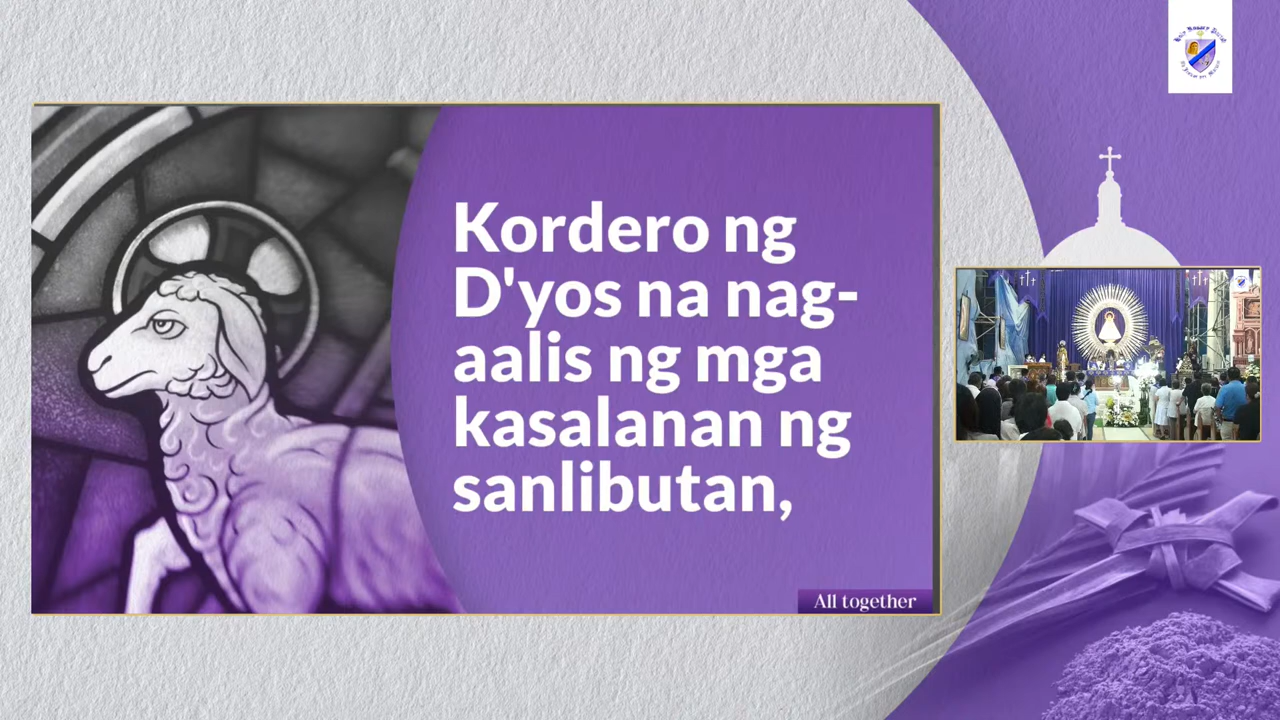 Kordero ng
D'yos na nag-
aalis ng mga
kasalanan ng
sanlibutan,
All together